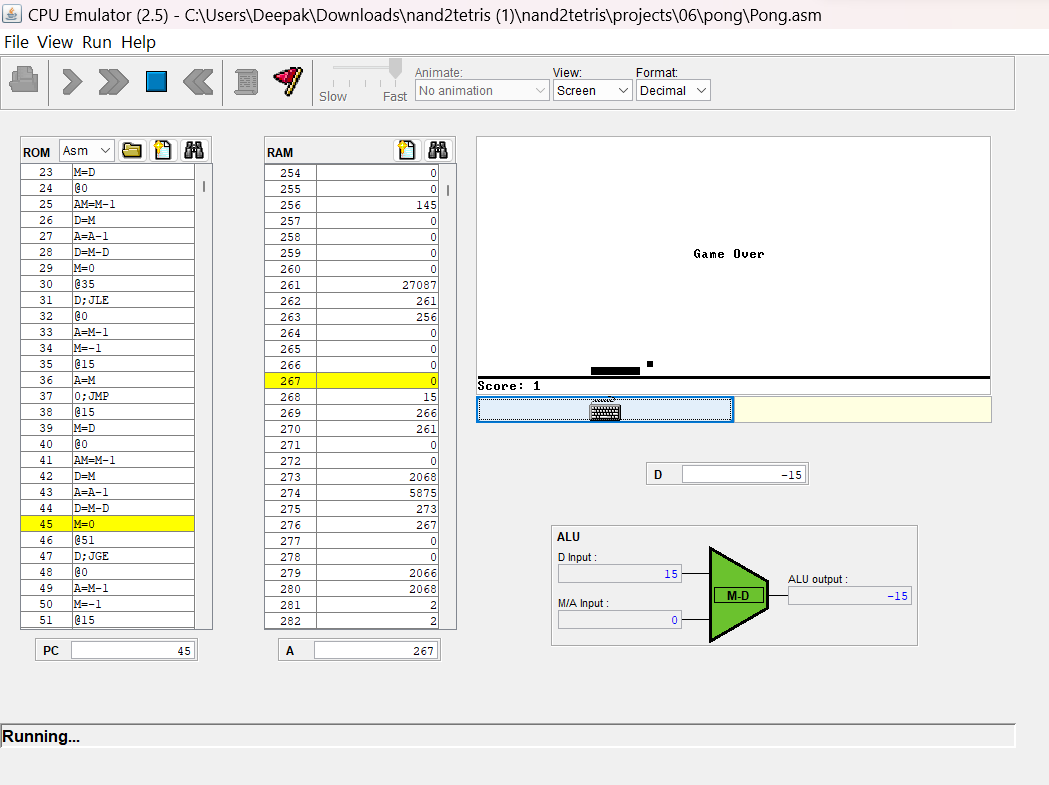 CPU Emulator (2.5) - C:\Users\Deepak\Downloads\nand2tetris (1)\nand2tetris\projects\06\pong\Pong.asm
File View Run Help
Slow Fast
Animate:
No animation
View:
Screen
Format:
Decimal
ROM Asm
23 M=D
24 @0
25 AM=M-1
26 D=M
27 A=A-1
28 D=M-D
29 M=0
30 @35
31 D;JLE
32 @0
33 A=M-1
34 M=-1
35 @15
36 A=M
37 0;JMP
38 @15
39 M=D
40 @0
41 AM=M-1
42 D=M
43 A=A-1
44 D=M-D
45 M=0
46 @51
47 D;JGE
48 @0
49 A=M-1
50 M=-1
51 @15
PC 45
RAM
254 0
255 0
256 145
257 0
258 0
259 0
260 0
261 27087
262 261
263 256
264 0
265 0
266 0
267 0
268 15
269 266
270 261
271 0
272 0
273 2068
274 5875
275 273
276 267
277 0
278 0
279 2066
280 2068
281 2
282 2
A 267
Game Over
Score: 1
D -15
ALU
D Input :
15
M/A Input :
0
M-D
ALU output :
-15
Running...